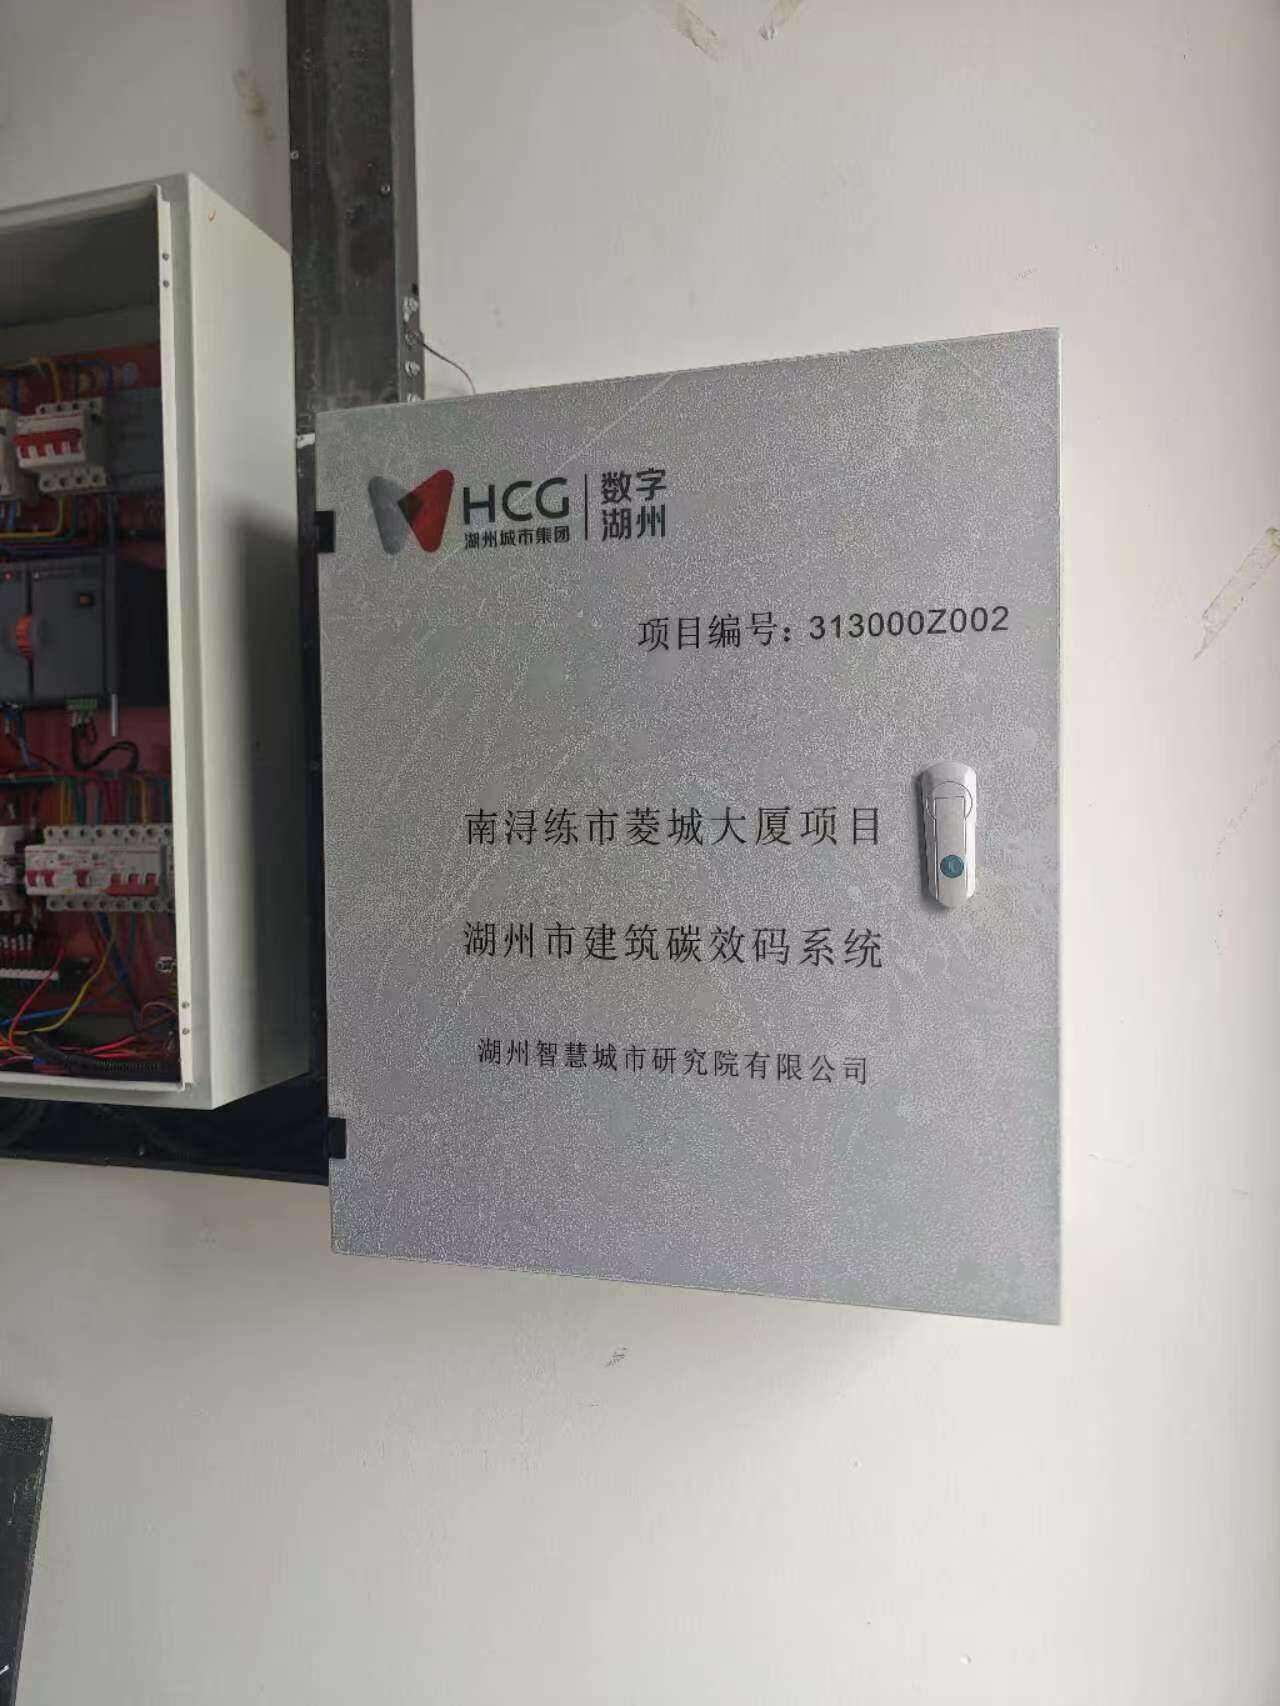 HCG
湖州城市集团
数字
湖州
项目编号：313000Z002
南浔练市菱城大厦项目
湖州市建筑碳效码系统
湖州智慧城市研究院有限公司